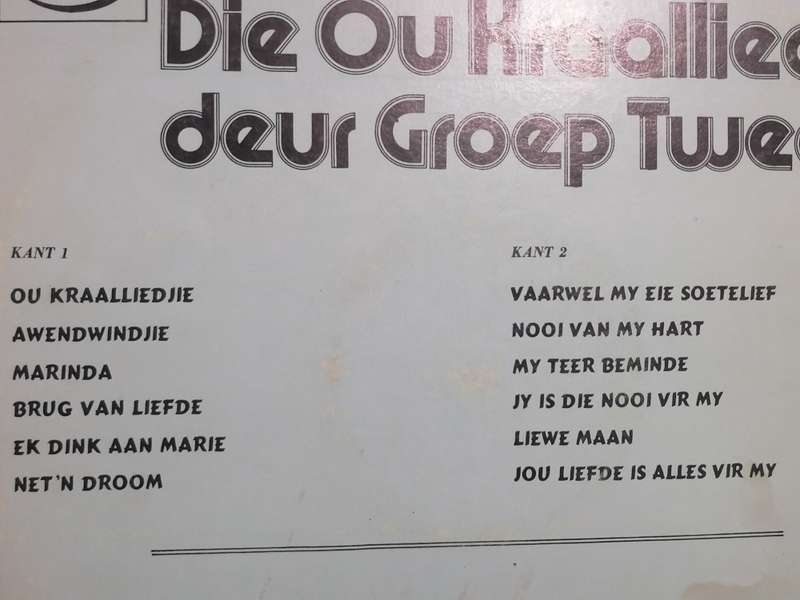 Die Ou Kraallied
deur Groep Twee
KANT 1
OU KRAALLIEDJIE
AWENDWINDJIE
MARINDA
BRUG VAN LIEFDE
EK DINK AAN MARIE
NET'N DROOM
KANT 2
VAARWEL MY EIE SOETELIEF
NOOI VAN MY HART
MY TEER BEMINDE
JY IS DIE NOOI VIR MY
LIEWE MAAN
JOU LIEFDE IS ALLES VIR MY